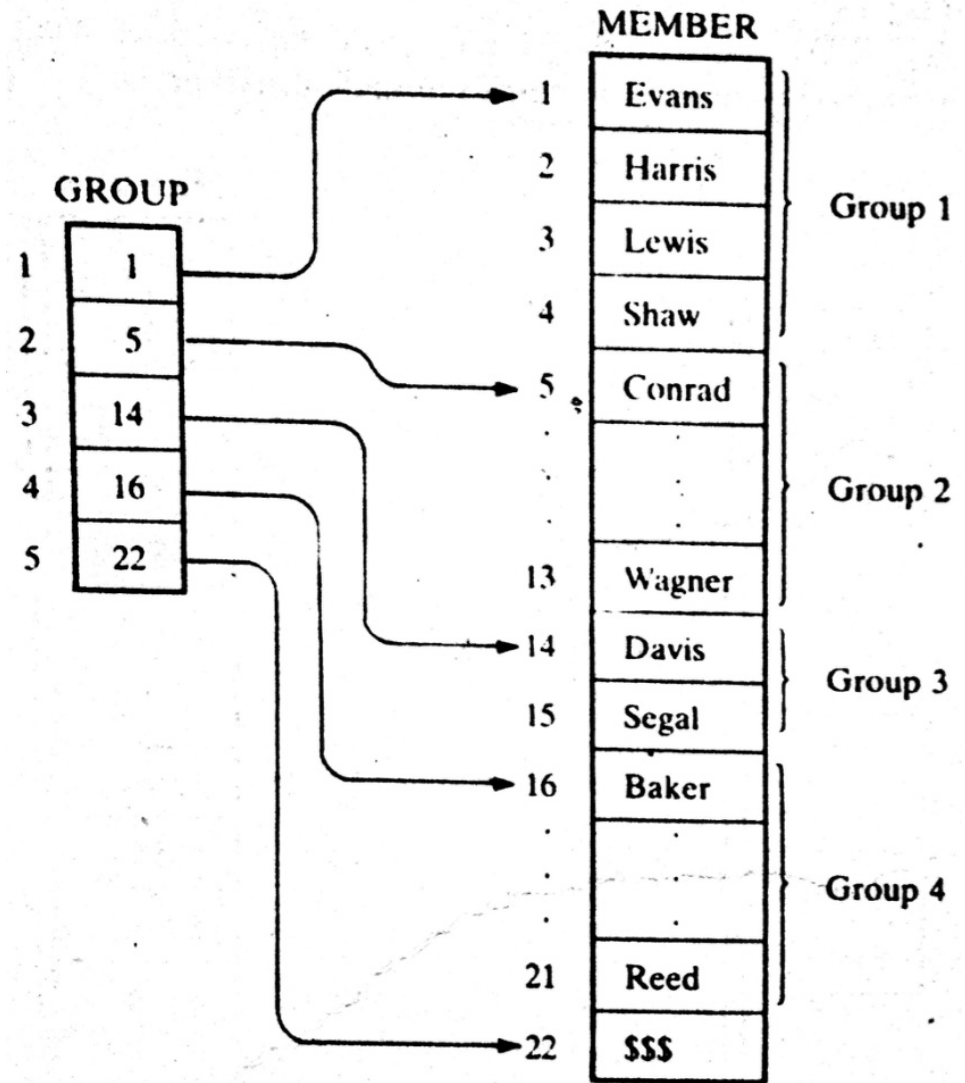 MEMBER
1 Evans
2 Harris
3 Lewis
4 Shaw
Group 1
GROUP
1 1
2 5
3 14
4 16
5 22
5 Conrad
.
.
.
13 Wagner
Group 2
14 Davis
15 Segal
Group 3
16 Baker
.
.
.
21 Reed
Group 4
22 $$$